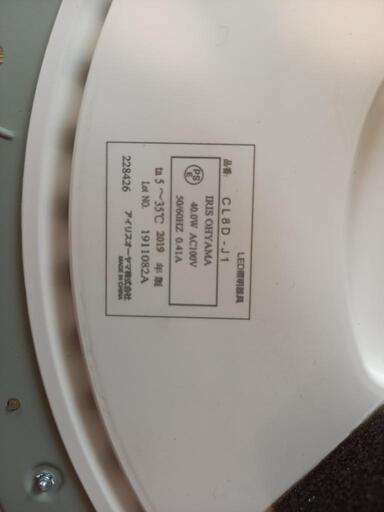 LED照明器具
品番: CL8D-J1
PS
E
IRIS OHYAMA
40.0W AC100V
50/60HZ 0.41A
ta 5 ～35℃ 2019 年製
Lot NO. 1911082A
アイリスオーヤマ株式会社
228426
MADE IN CHINA